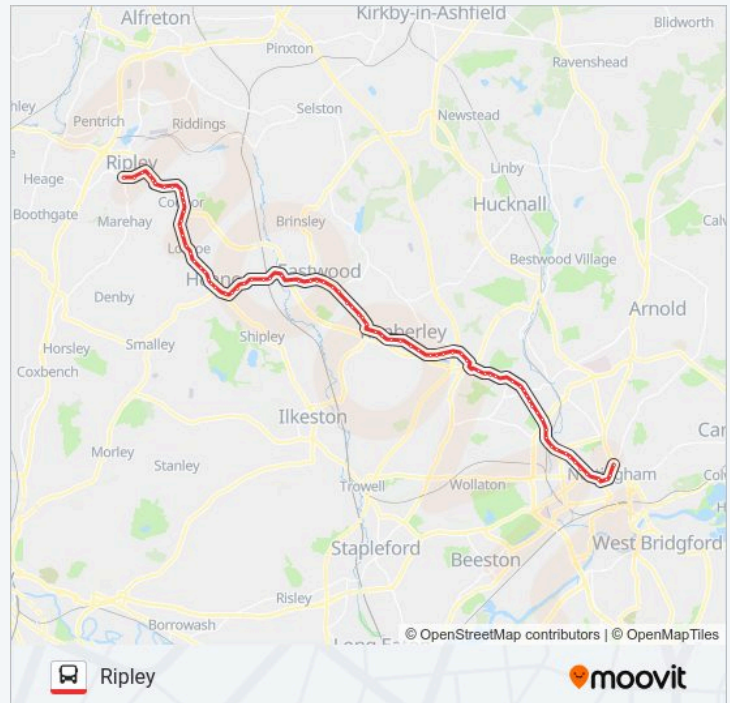 Alfreton
Kirkby-in-Ashfield
Blidworth
Pinxton
Ravenshead
Selston
Newstead
Pentrich
Riddings
Ripley
Linby
Heage
Hucknall
Boothgate
Marehay
Brinsley
Bestwood Village
Eastwood
Denby
Arnold
Shipley
Horsley
Smalley
Coxbench
Ilkeston
Morley
Stanley
Trowell
Wollaton
Stapleford
West Bridgford
Beeston
Risley
Borrowash
© OpenStreetMap contributors | © OpenMapTiles
Ripley
moovit